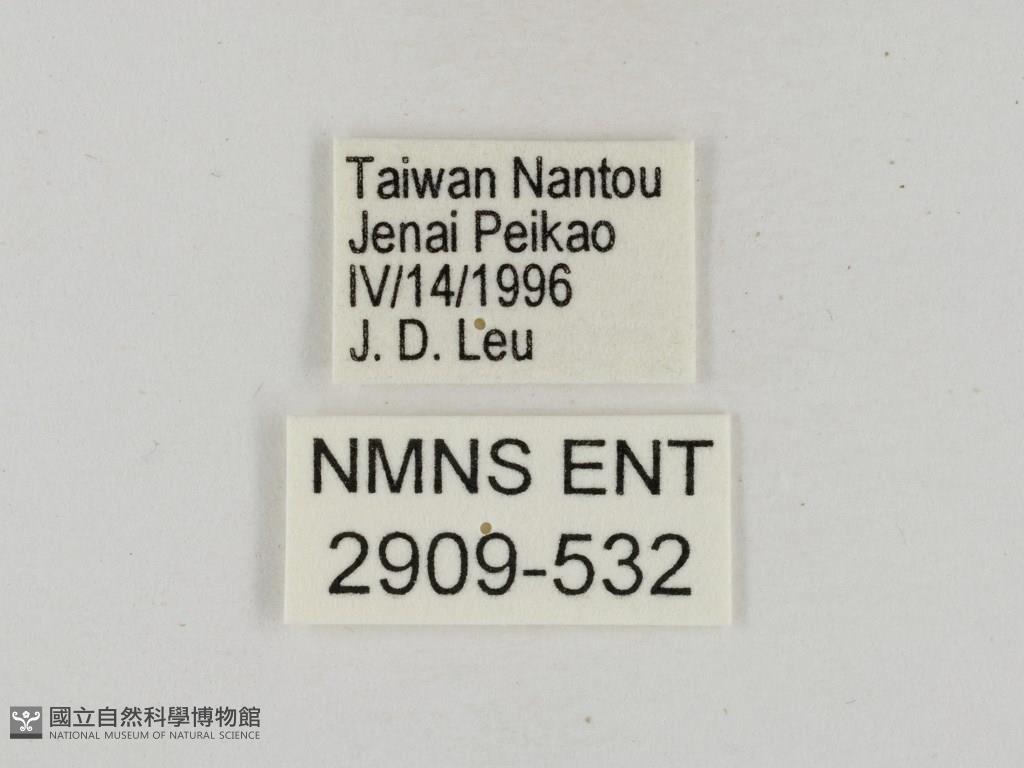 Taiwan Nantou
Jenai Peikao
IV/14/1996
J. D. Leu
NMNS ENT
2909-532
國立自然科學博物館
NATIONAL MUSEUM OF NATURAL SCIENCE